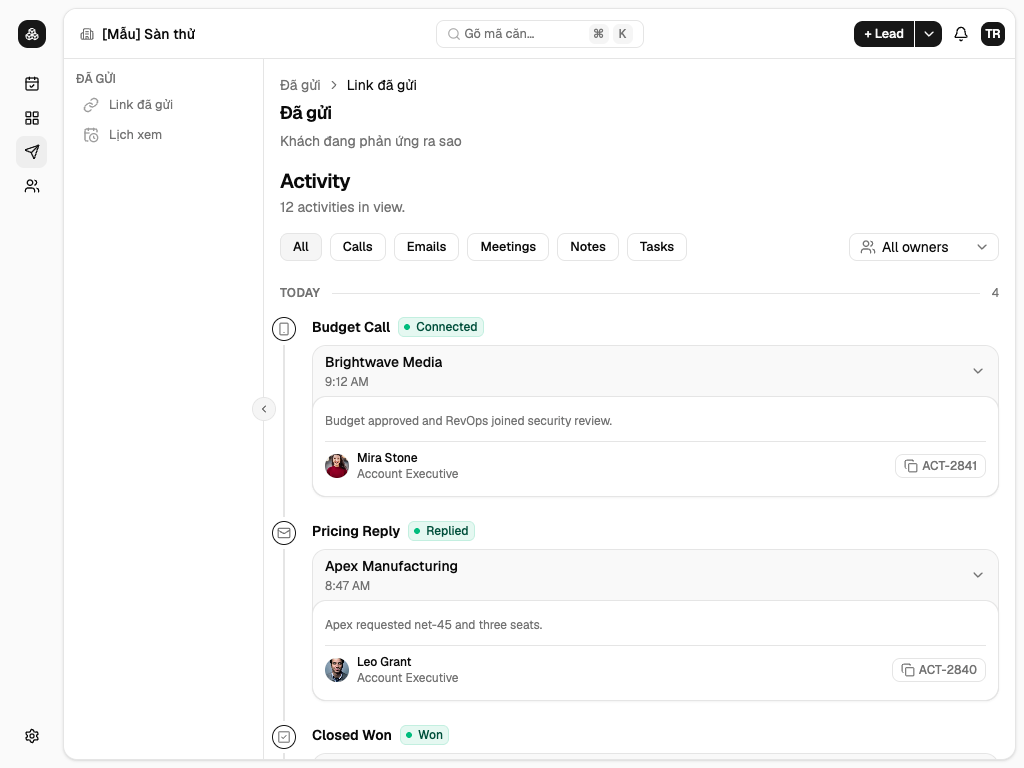 [Mẫu] Sàn thử
Gõ mã căn…
⌘ K
+ Lead
TR
ĐÃ GỬI
Link đã gửi
Lịch xem
Đã gửi > Link đã gửi
Đã gửi
Khách đang phản ứng ra sao
Activity
12 activities in view.
All Calls Emails Meetings Notes Tasks
All owners
TODAY 4
Budget Call Connected
Brightwave Media
9:12 AM
Budget approved and RevOps joined security review.
Mira Stone
Account Executive
ACT-2841
Pricing Reply Replied
Apex Manufacturing
8:47 AM
Apex requested net-45 and three seats.
Leo Grant
Account Executive
ACT-2840
Closed Won Won